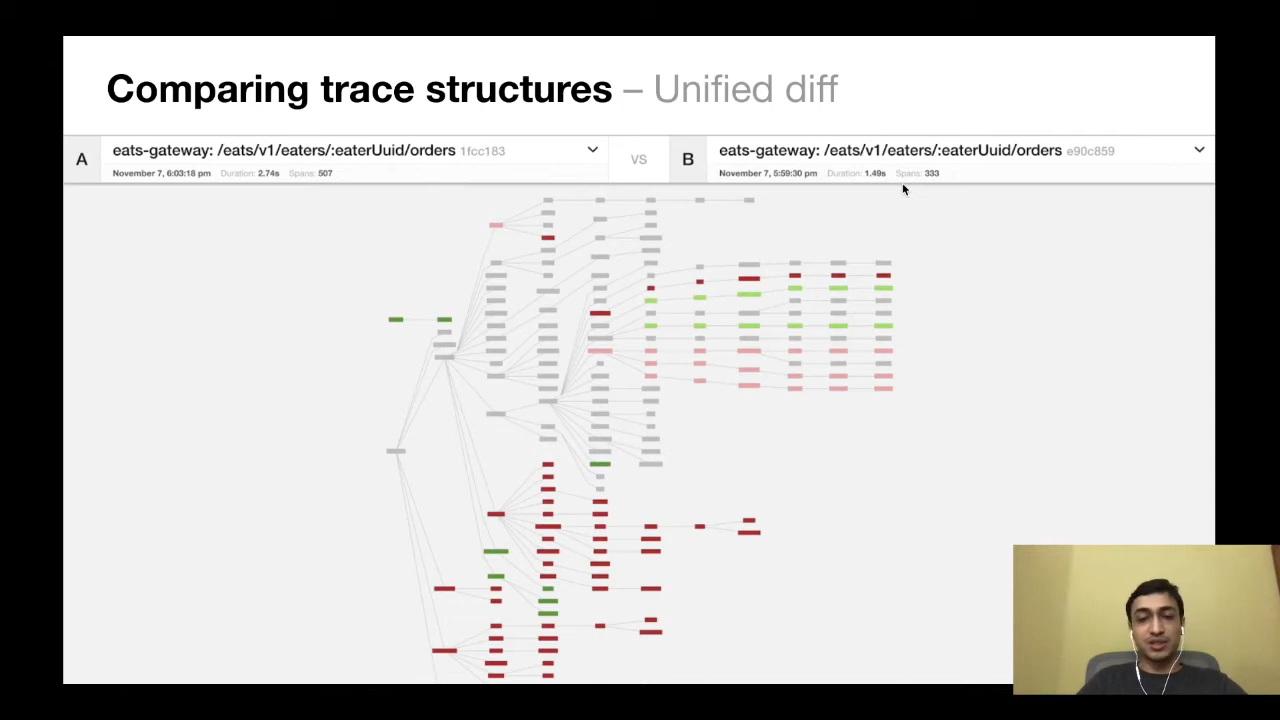 Comparing trace structures – Unified diff
A
eats-gateway: /eats/v1/eaters/:eaterUuid/orders 1fcc183
November 7, 6:03:18 pm Duration: 2.74s Spans: 507
VS
B
eats-gateway: /eats/v1/eaters/:eaterUuid/orders e90c859
November 7, 5:59:30 pm Duration: 1.49s Spans: 333